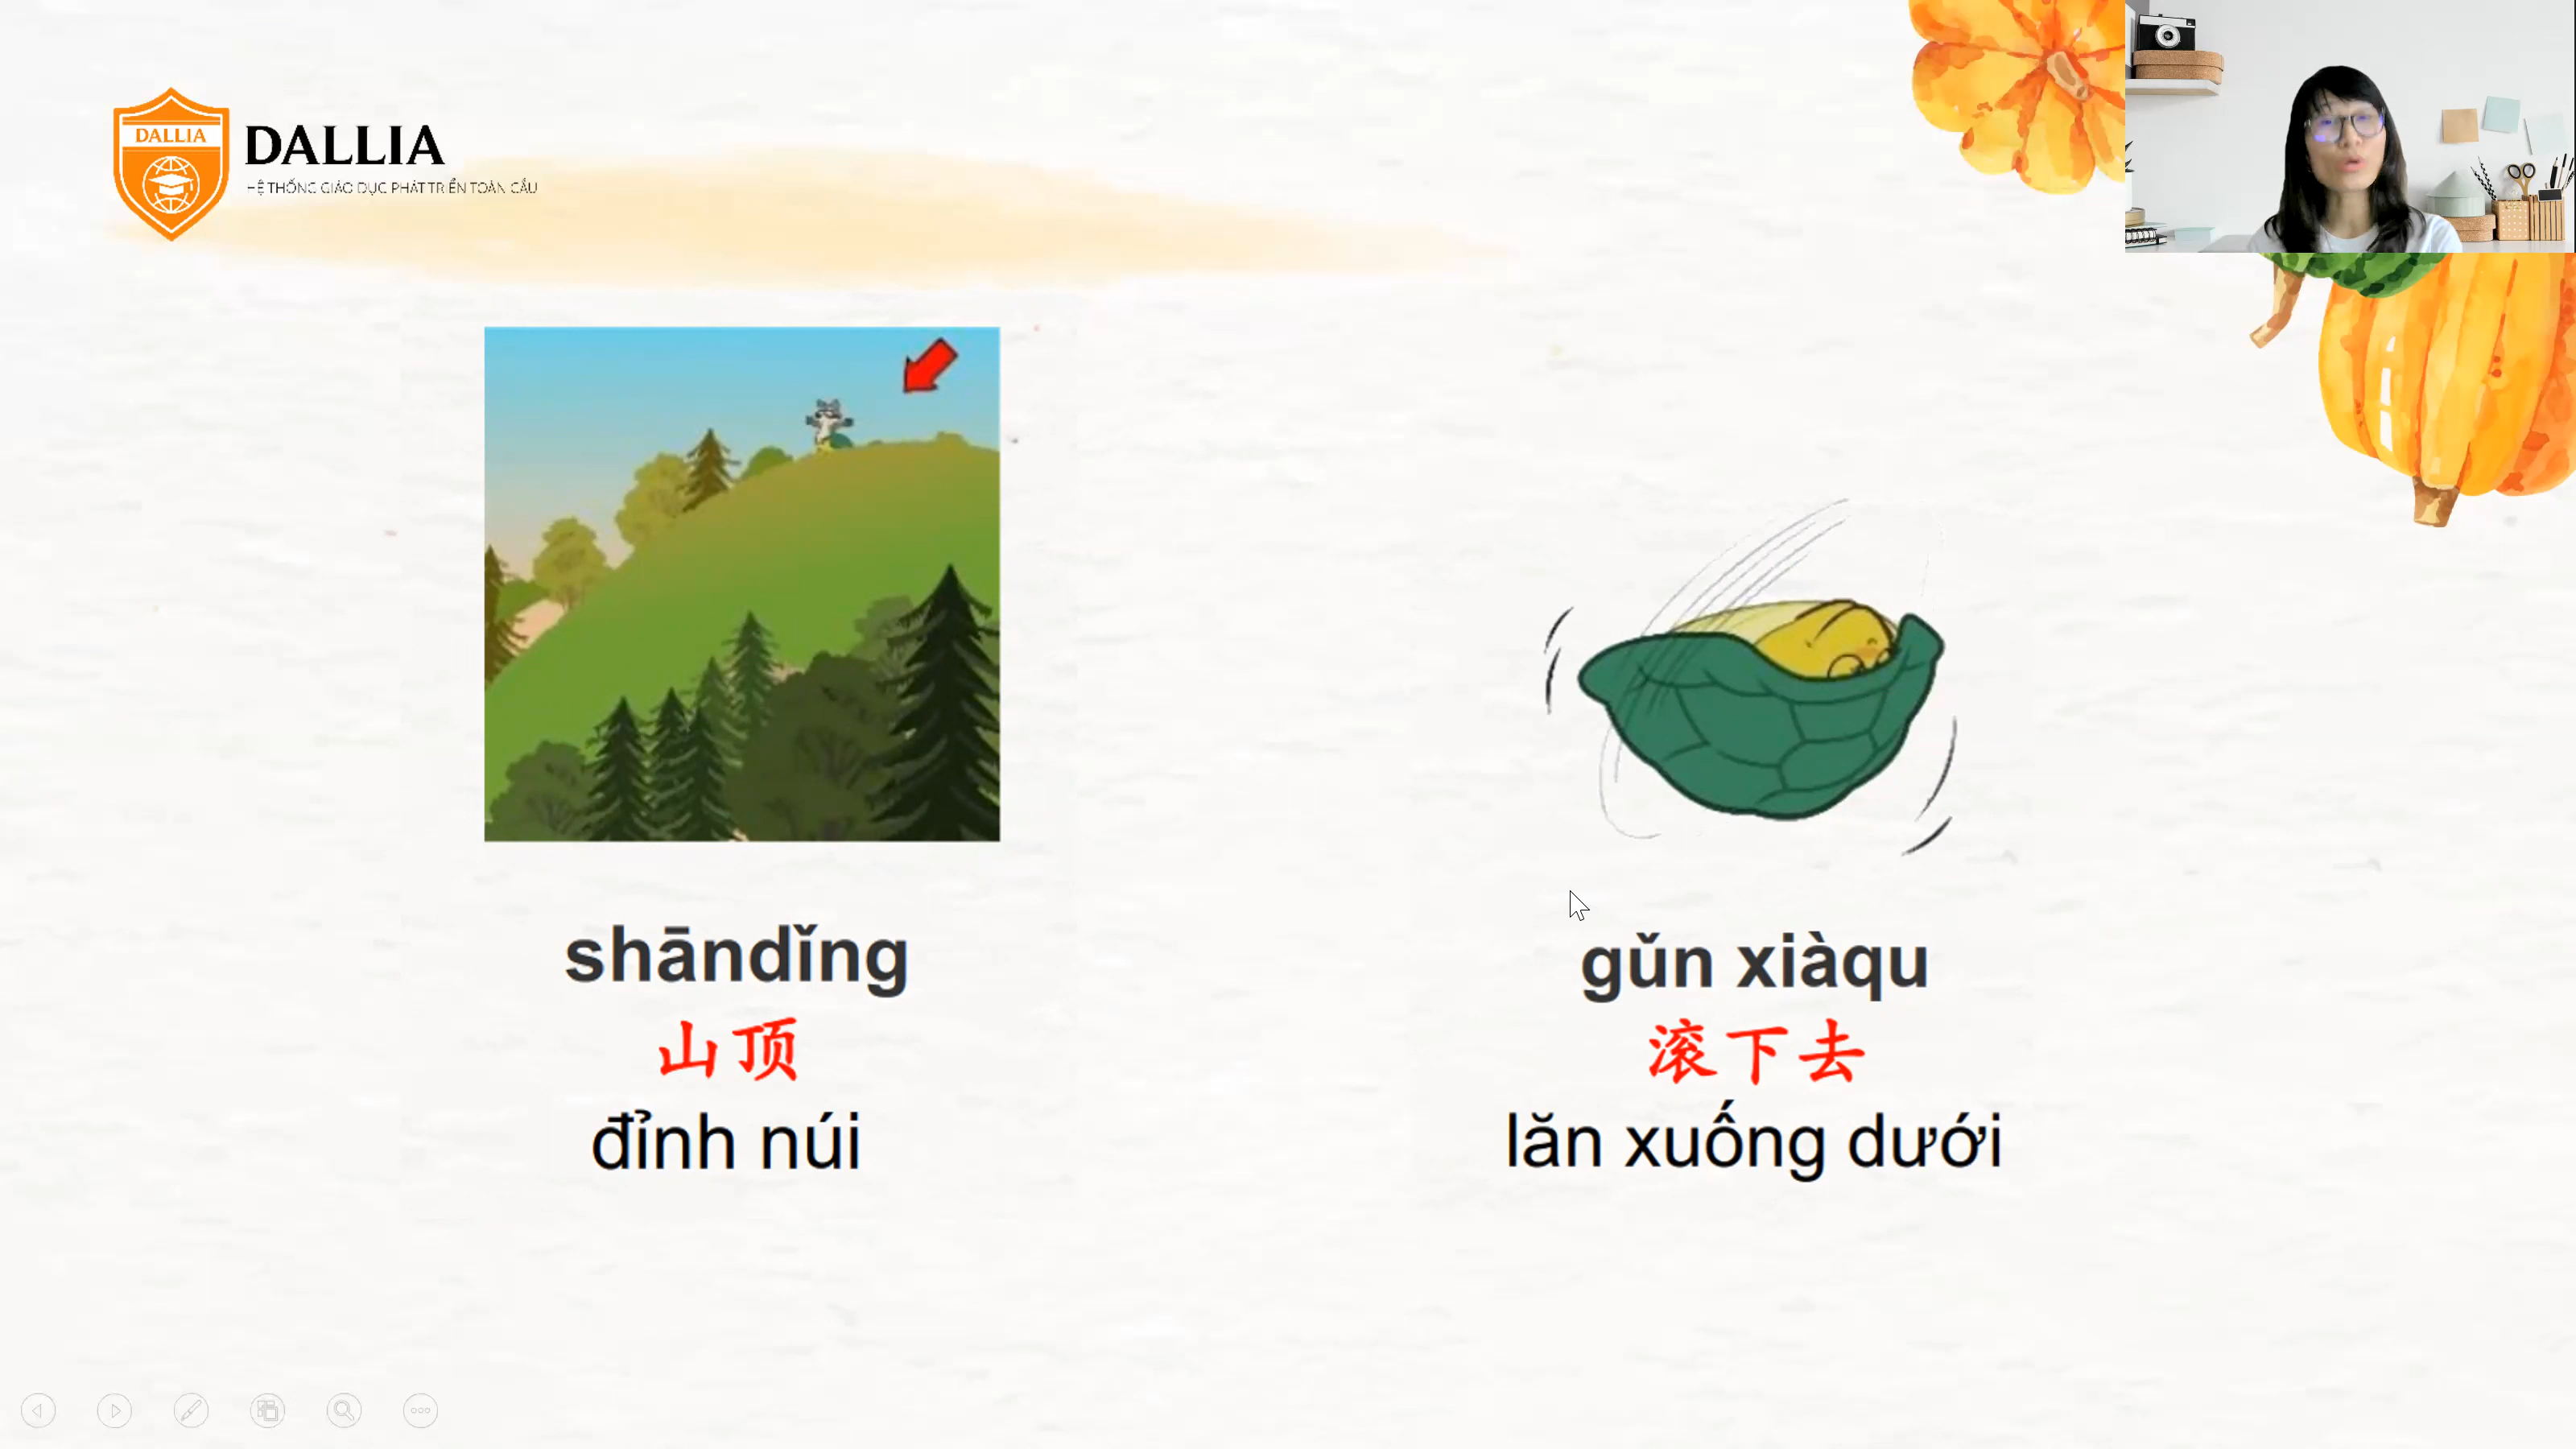 DALLIA
DALLIA
HỆ THỐNG GIÁO DỤC PHÁT TRIỂN TOÀN CẦU
shāndǐng
山顶
đỉnh núi
gǔn xiàqu
滚下去
lăn xuống dưới